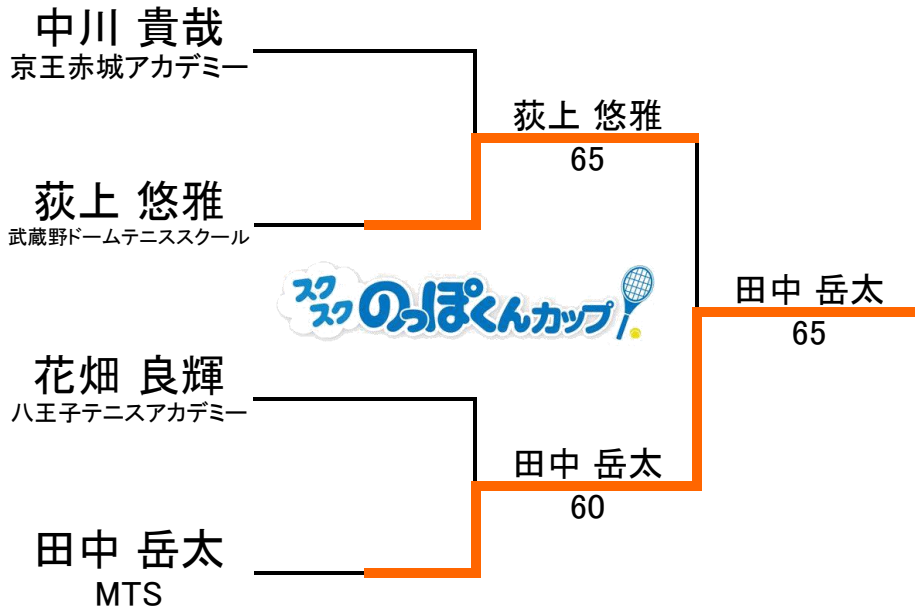 中川 貴哉
京王赤城アカデミー
荻上 悠雅
65
荻上 悠雅
武蔵野ドームテニススクール
スクスク のっぽくんカップ
田中 岳太
65
花畑 良輝
八王子テニスアカデミー
田中 岳太
60
田中 岳太
MTS